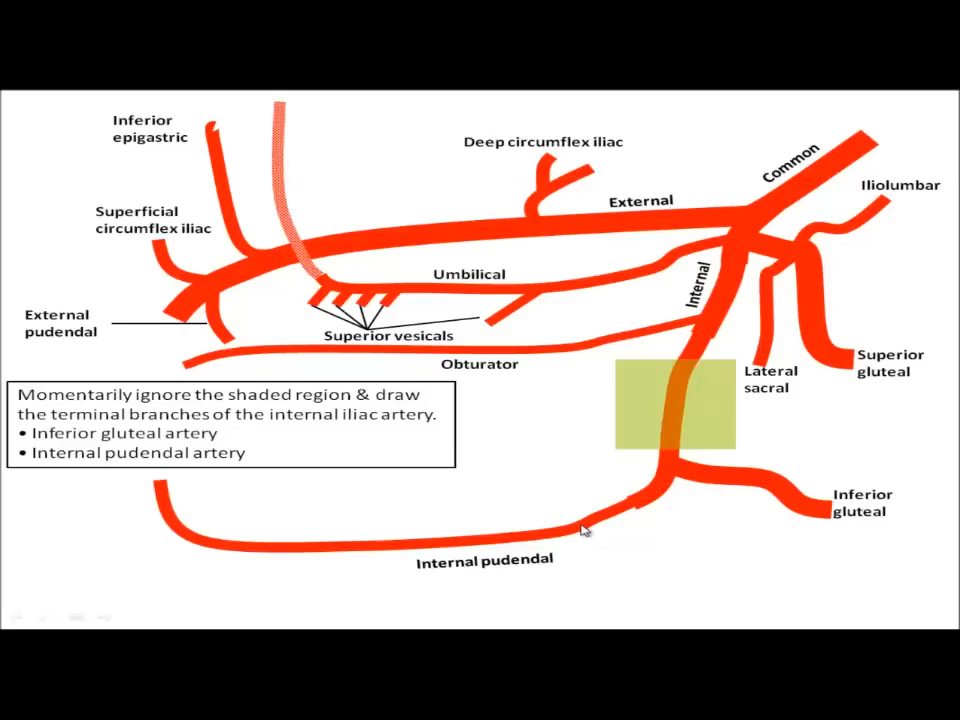 Inferior
epigastric
Deep circumflex iliac
Common
Iliolumbar
External
Superficial
circumflex iliac
Umbilical
Internal
External
pudendal
Superior vesicals
Obturator
Superior
gluteal
Lateral
sacral
Momentarily ignore the shaded region & draw
the terminal branches of the internal iliac artery.
• Inferior gluteal artery
• Internal pudendal artery
Inferior
gluteal
Internal pudendal